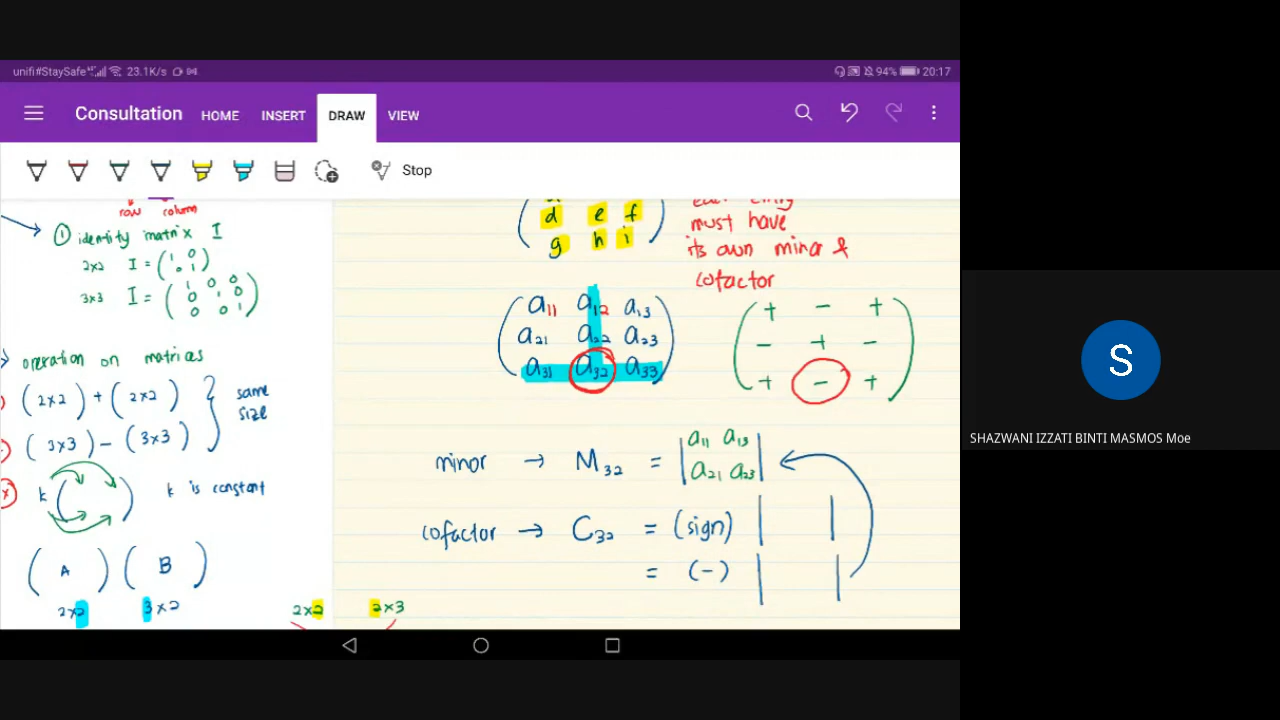 unifi#StaySafe 23.1K/s 94% 20:17
Consultation HOME INSERT DRAW VIEW
Stop
row column
① identity matrix I
2x2 I = (1 0
0 1)
3x3 I = (1 0 0
0 1 0
0 0 1)
operation on matrices
(2x2) + (2x2)
(3x3) - (3x3)
same
size
k ( ) k is constant
(A) (B)
2x2 3x2
2x2 2x3
d e f
g h i
must have
its own minor &
cofactor
a11 a12 a13
a21 a22 a23
a31 a32 a33
+ - +
- + -
+ - +
minor → M32 = |a11 a13
a21 a23|
cofactor → C32 = (sign) | |
= (-) | |
S
SHAZWANI IZZATI BINTI MASMOS Moe